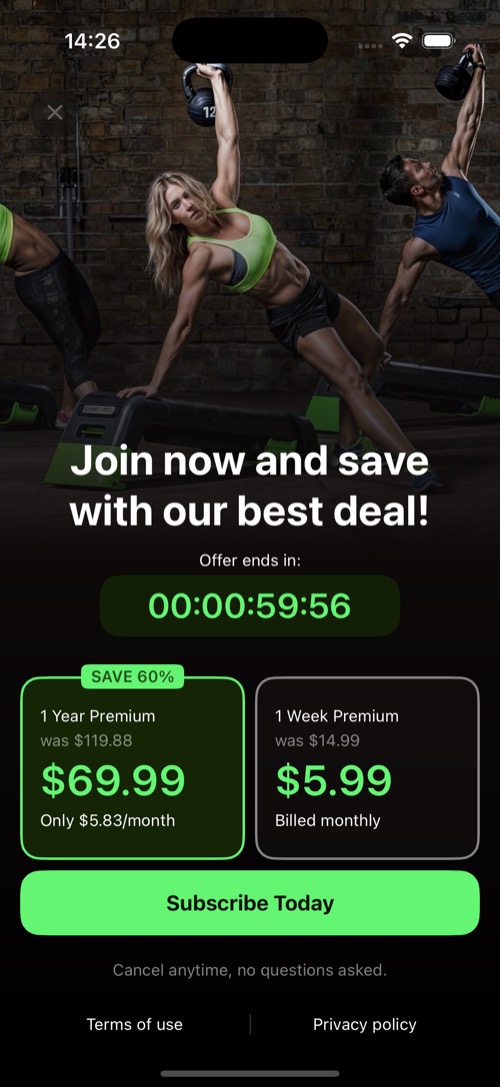 14:26
12
Join now and save
with our best deal!
Offer ends in:
00:00:59:56
SAVE 60%
1 Year Premium
was $119.88
$69.99
Only $5.83/month
1 Week Premium
was $14.99
$5.99
Billed monthly
Subscribe Today
Cancel anytime, no questions asked.
Terms of use
Privacy policy